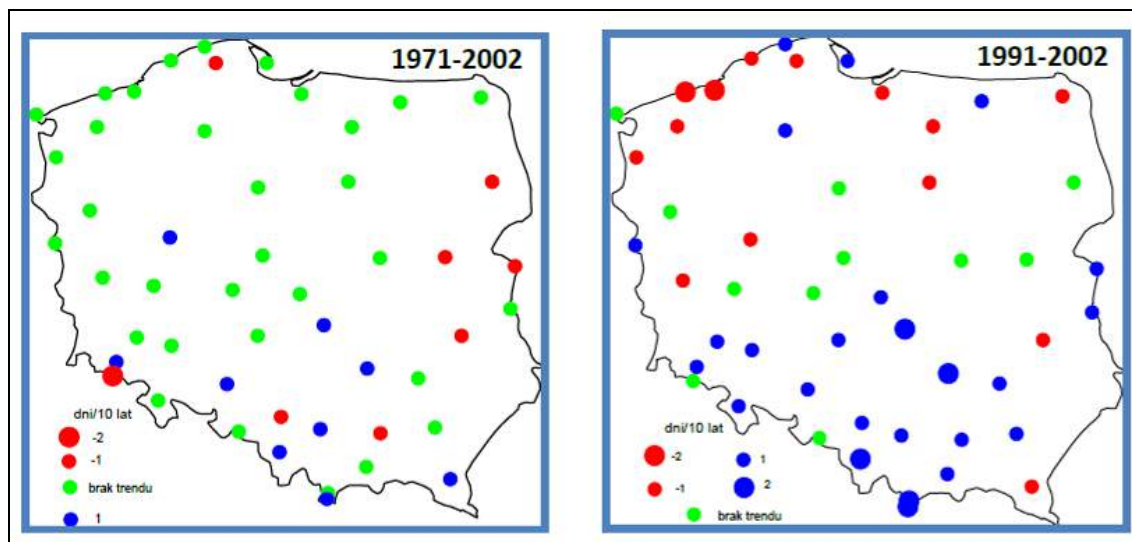 1971-2002
dni/10 lat
-2
-1
brak trendu
1
1991-2002
dni/10 lat
-2
1
-1
2
brak trendu